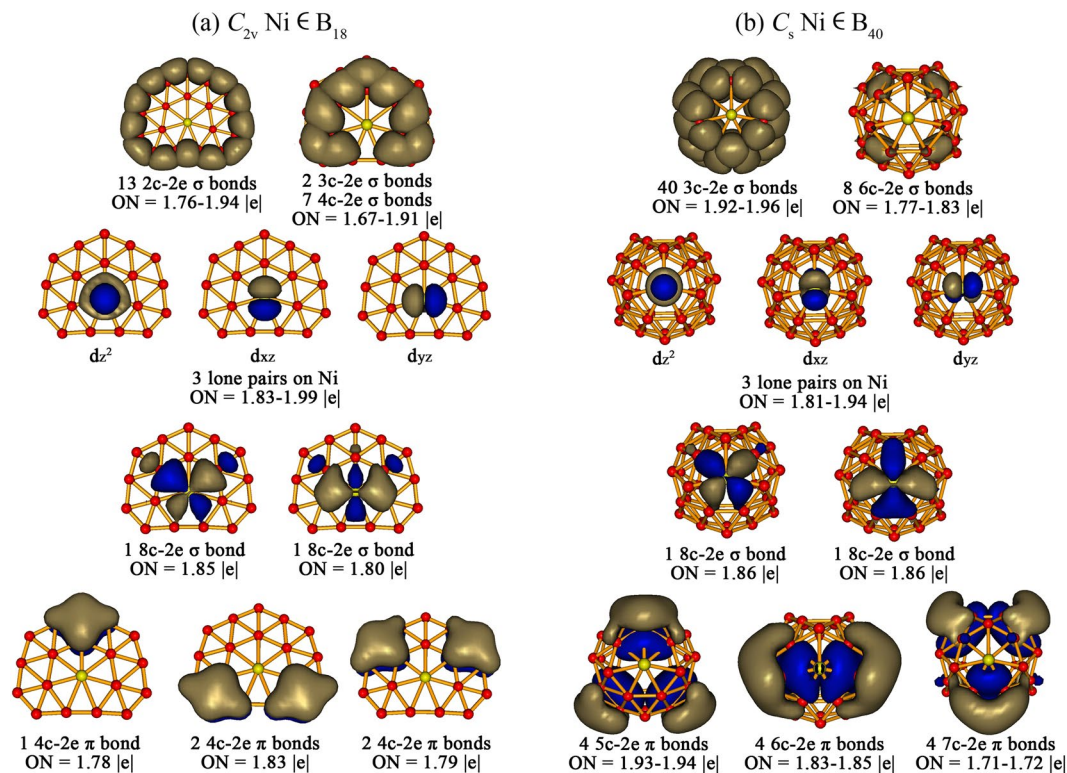 (a) C2v Ni ∈ B18
13 2c-2e σ bonds
ON = 1.76-1.94 |e|
2 3c-2e σ bonds
7 4c-2e σ bonds
ON = 1.67-1.91 |e|
dz²
dxz
dyz
3 lone pairs on Ni
ON = 1.83-1.99 |e|
1 8c-2e σ bond
ON = 1.85 |e|
1 8c-2e σ bond
ON = 1.80 |e|
1 4c-2e π bond
ON = 1.78 |e|
2 4c-2e π bonds
ON = 1.83 |e|
2 4c-2e π bonds
ON = 1.79 |e|
(b) Cs Ni ∈ B40
40 3c-2e σ bonds
ON = 1.92-1.96 |e|
8 6c-2e σ bonds
ON = 1.77-1.83 |e|
dz²
dxz
dyz
3 lone pairs on Ni
ON = 1.81-1.94 |e|
1 8c-2e σ bond
ON = 1.86 |e|
1 8c-2e σ bond
ON = 1.86 |e|
4 5c-2e π bonds
ON = 1.93-1.94 |e|
4 6c-2e π bonds
ON = 1.83-1.85 |e|
4 7c-2e π bonds
ON = 1.71-1.72 |e|